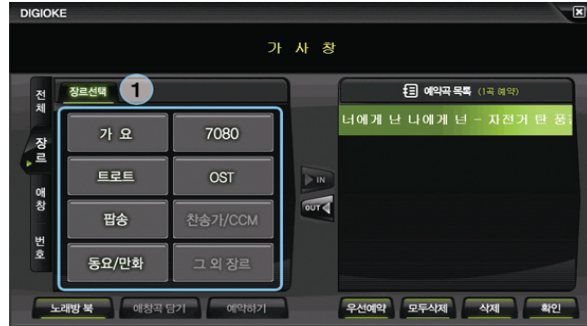 DIGIOKE
가 사 창
전체
장르
애창
번호
장르선택
1
가 요
7080
트로트
OST
팝송
찬송가/CCM
동요/만화
그 외 장르
IN
OUT
예약곡 목록 (1곡 예약)
너에게 난 나에게 넌 - 자전거 탄 풍
노래방 북
애창곡 담기
예약하기
우선예약
모두삭제
삭제
확인